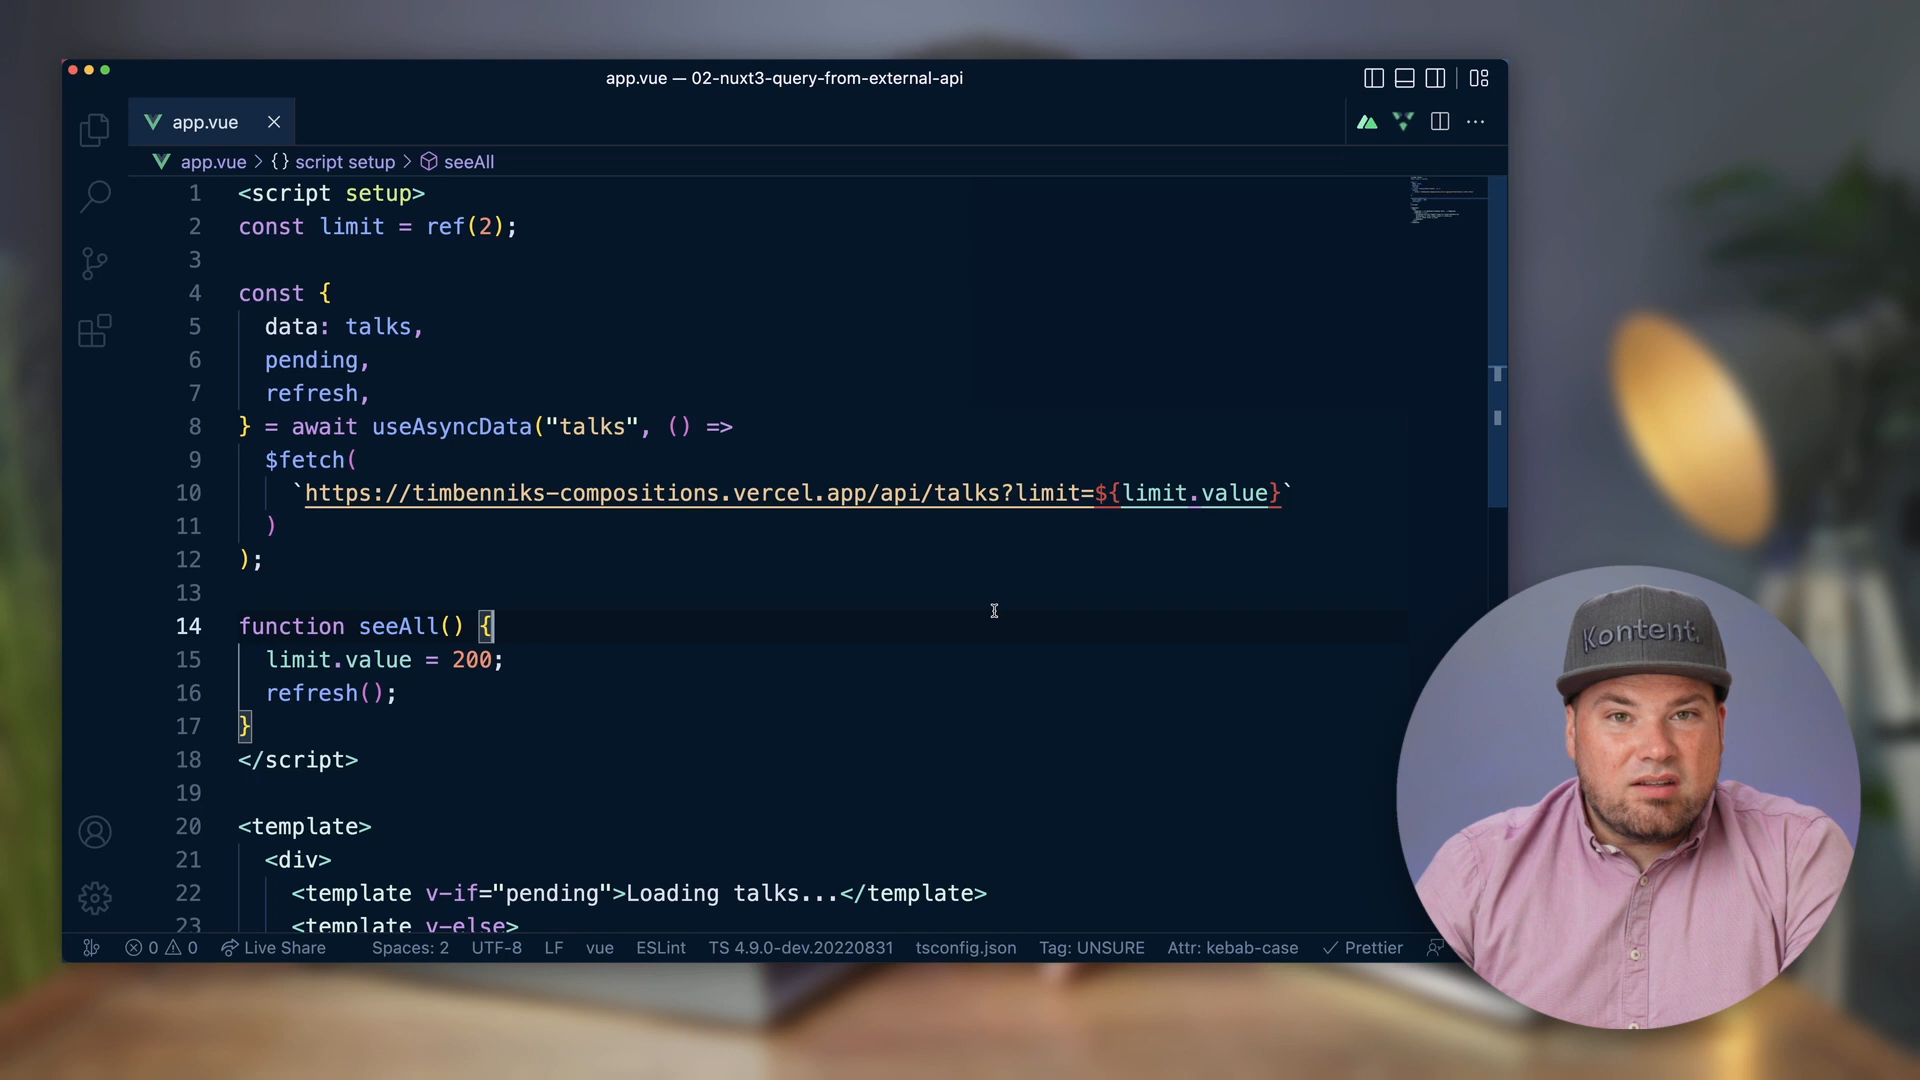 app.vue — 02-nuxt3-query-from-external-api
app.vue
app.vue > {} script setup > seeAll
1 <script setup>
2 const limit = ref(2);
3
4 const {
5 data: talks,
6 pending,
7 refresh,
8 } = await useAsyncData("talks", () =>
9 $fetch(
10 `https://timbenniks-compositions.vercel.app/api/talks?limit=${limit.value}`
11 )
12 );
13
14 function seeAll() {
15 limit.value = 200;
16 refresh();
17 }
18 </script>
19
20 <template>
21 <div>
22 <template v-if="pending">Loading talks...</template>
23 <template v-else>
0 0 Live Share Spaces: 2 UTF-8 LF vue ESLint TS 4.9.0-dev.20220831 tsconfig.json Tag: UNSURE Attr: kebab-case Prettier
Kontent.